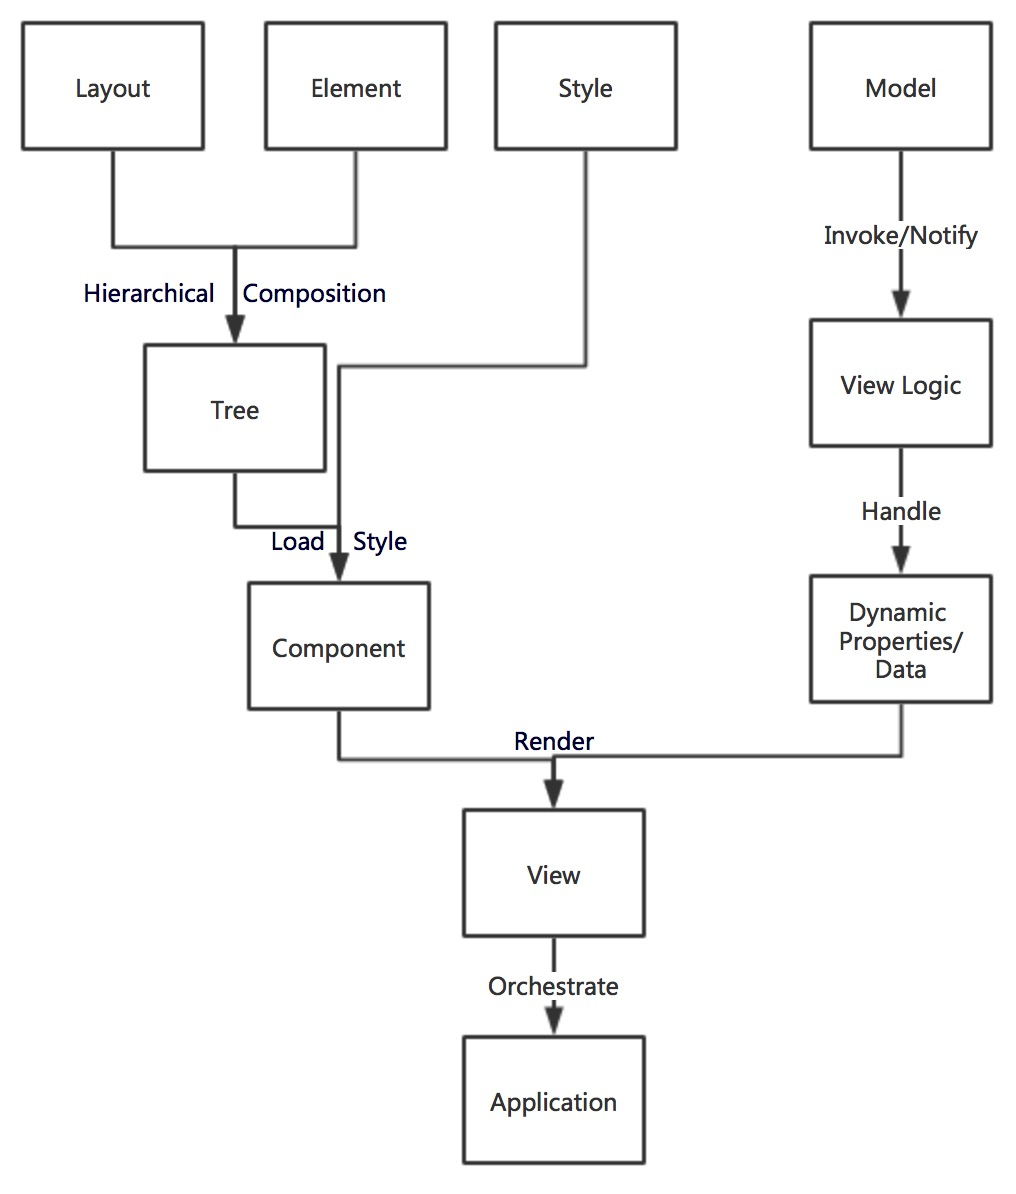 Layout
Element
Style
Model
Invoke/Notify
Hierarchical Composition
Tree
View Logic
Handle
Load Style
Component
Dynamic
Properties/
Data
Render
View
Orchestrate
Application